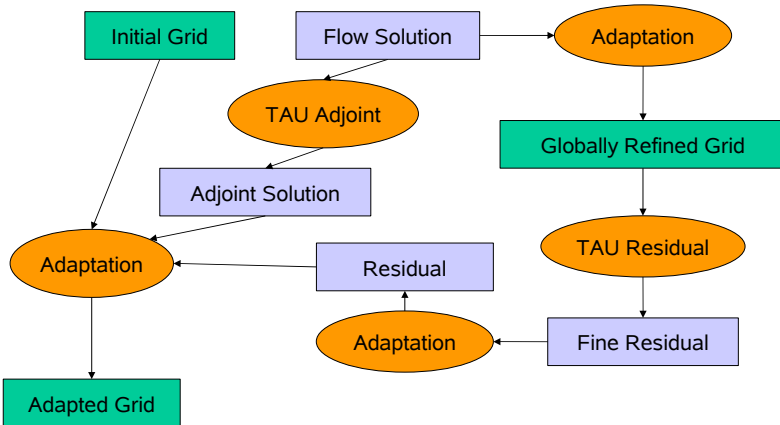 Initial Grid
Flow Solution
Adaptation
TAU Adjoint
Globally Refined Grid
Adjoint Solution
TAU Residual
Adaptation
Residual
Adaptation
Fine Residual
Adapted Grid